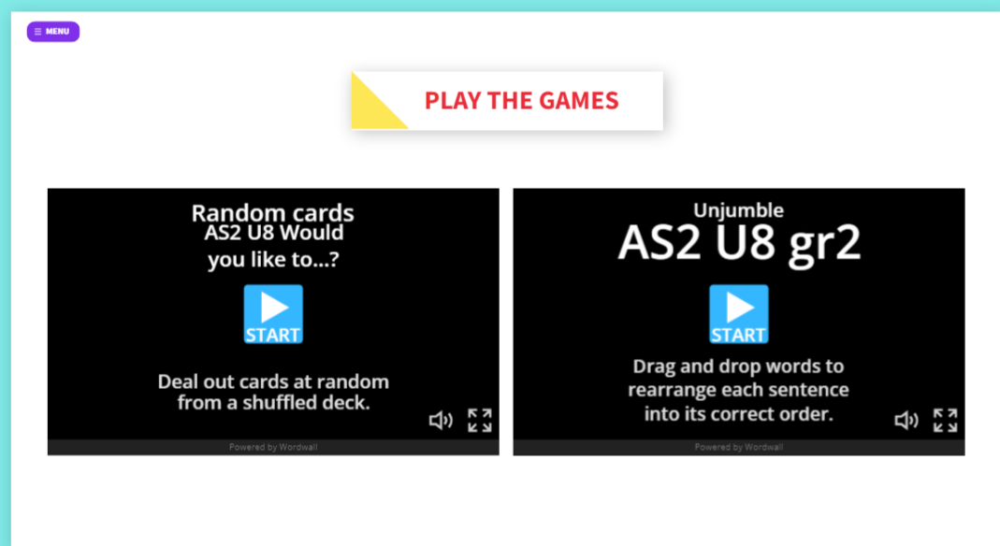 ☰ MENU
PLAY THE GAMES
Random cards
AS2 U8 Would
you like to...?
START
Deal out cards at random
from a shuffled deck.
Powered by Wordwall
Unjumble
AS2 U8 gr2
START
Drag and drop words to
rearrange each sentence
into its correct order.
Powered by Wordwall